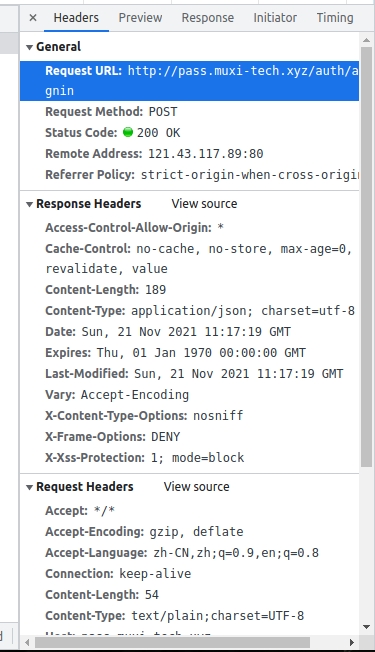 × Headers Preview Response Initiator Timing
▼ General
Request URL: http://pass.muxi-tech.xyz/auth/a
gnin
Request Method: POST
Status Code: 200 OK
Remote Address: 121.43.117.89:80
Referrer Policy: strict-origin-when-cross-origin
▼ Response Headers View source
Access-Control-Allow-Origin: *
Cache-Control: no-cache, no-store, max-age=0,
revalidate, value
Content-Length: 189
Content-Type: application/json; charset=utf-8
Date: Sun, 21 Nov 2021 11:17:19 GMT
Expires: Thu, 01 Jan 1970 00:00:00 GMT
Last-Modified: Sun, 21 Nov 2021 11:17:19 GMT
Vary: Accept-Encoding
X-Content-Type-Options: nosniff
X-Frame-Options: DENY
X-Xss-Protection: 1; mode=block
▼ Request Headers View source
Accept: */*
Accept-Encoding: gzip, deflate
Accept-Language: zh-CN,zh;q=0.9,en;q=0.8
Connection: keep-alive
Content-Length: 54
Content-Type: text/plain;charset=UTF-8
Host: pass.muxi-tech.xyz